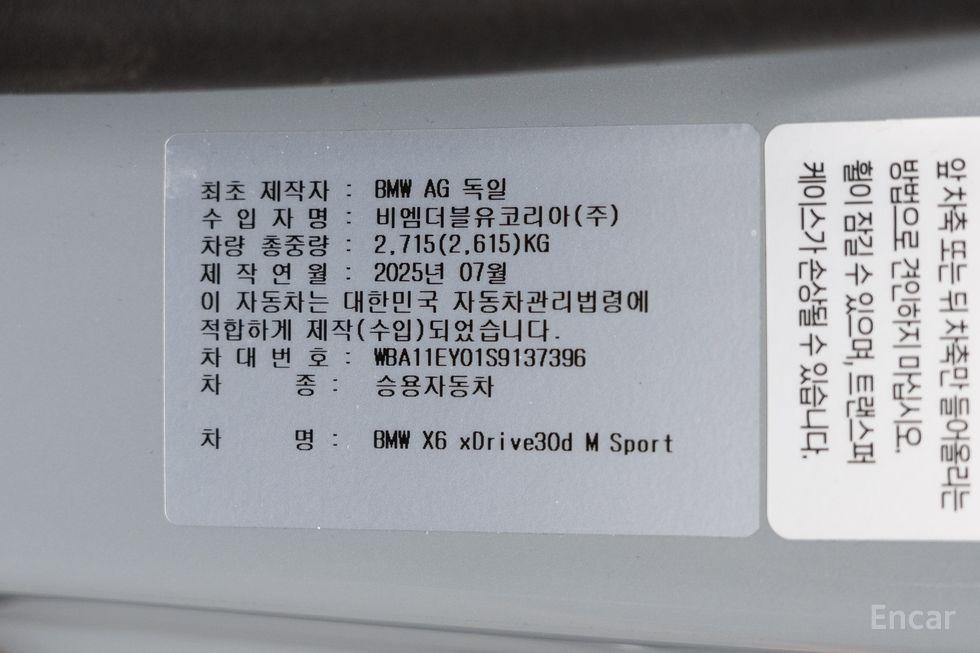 최초 제작자 : BMW AG 독일
수 입 자 명 : 비엠더블유코리아(주)
차량 총중량 : 2,715(2,615)KG
제 작 연 월 : 2025년 07월
이 자동차는 대한민국 자동차관리법령에
적합하게 제작(수입)되었습니다.
차 대 번 호 : WBA11EY01S9137396
차 종 : 승용자동차
차 명 : BMW X6 xDrive30d M Sport
앞 차축 또는 뒤 차축만 들어올리는
방법으로 견인하지 마십시오.
휠이 잠길 수 있으며, 트랜스퍼
케이스가 손상될 수 있습니다.
Encar